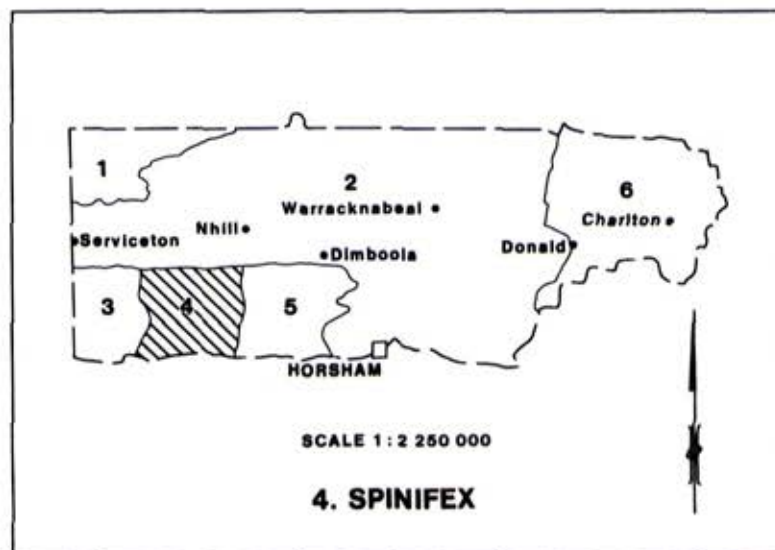 1
2
6
Warracknabeal
Charlton
Nhill
Serviceton
Donald
Dimboola
3
4
5
HORSHAM
SCALE 1 : 2 250 000
4. SPINIFEX